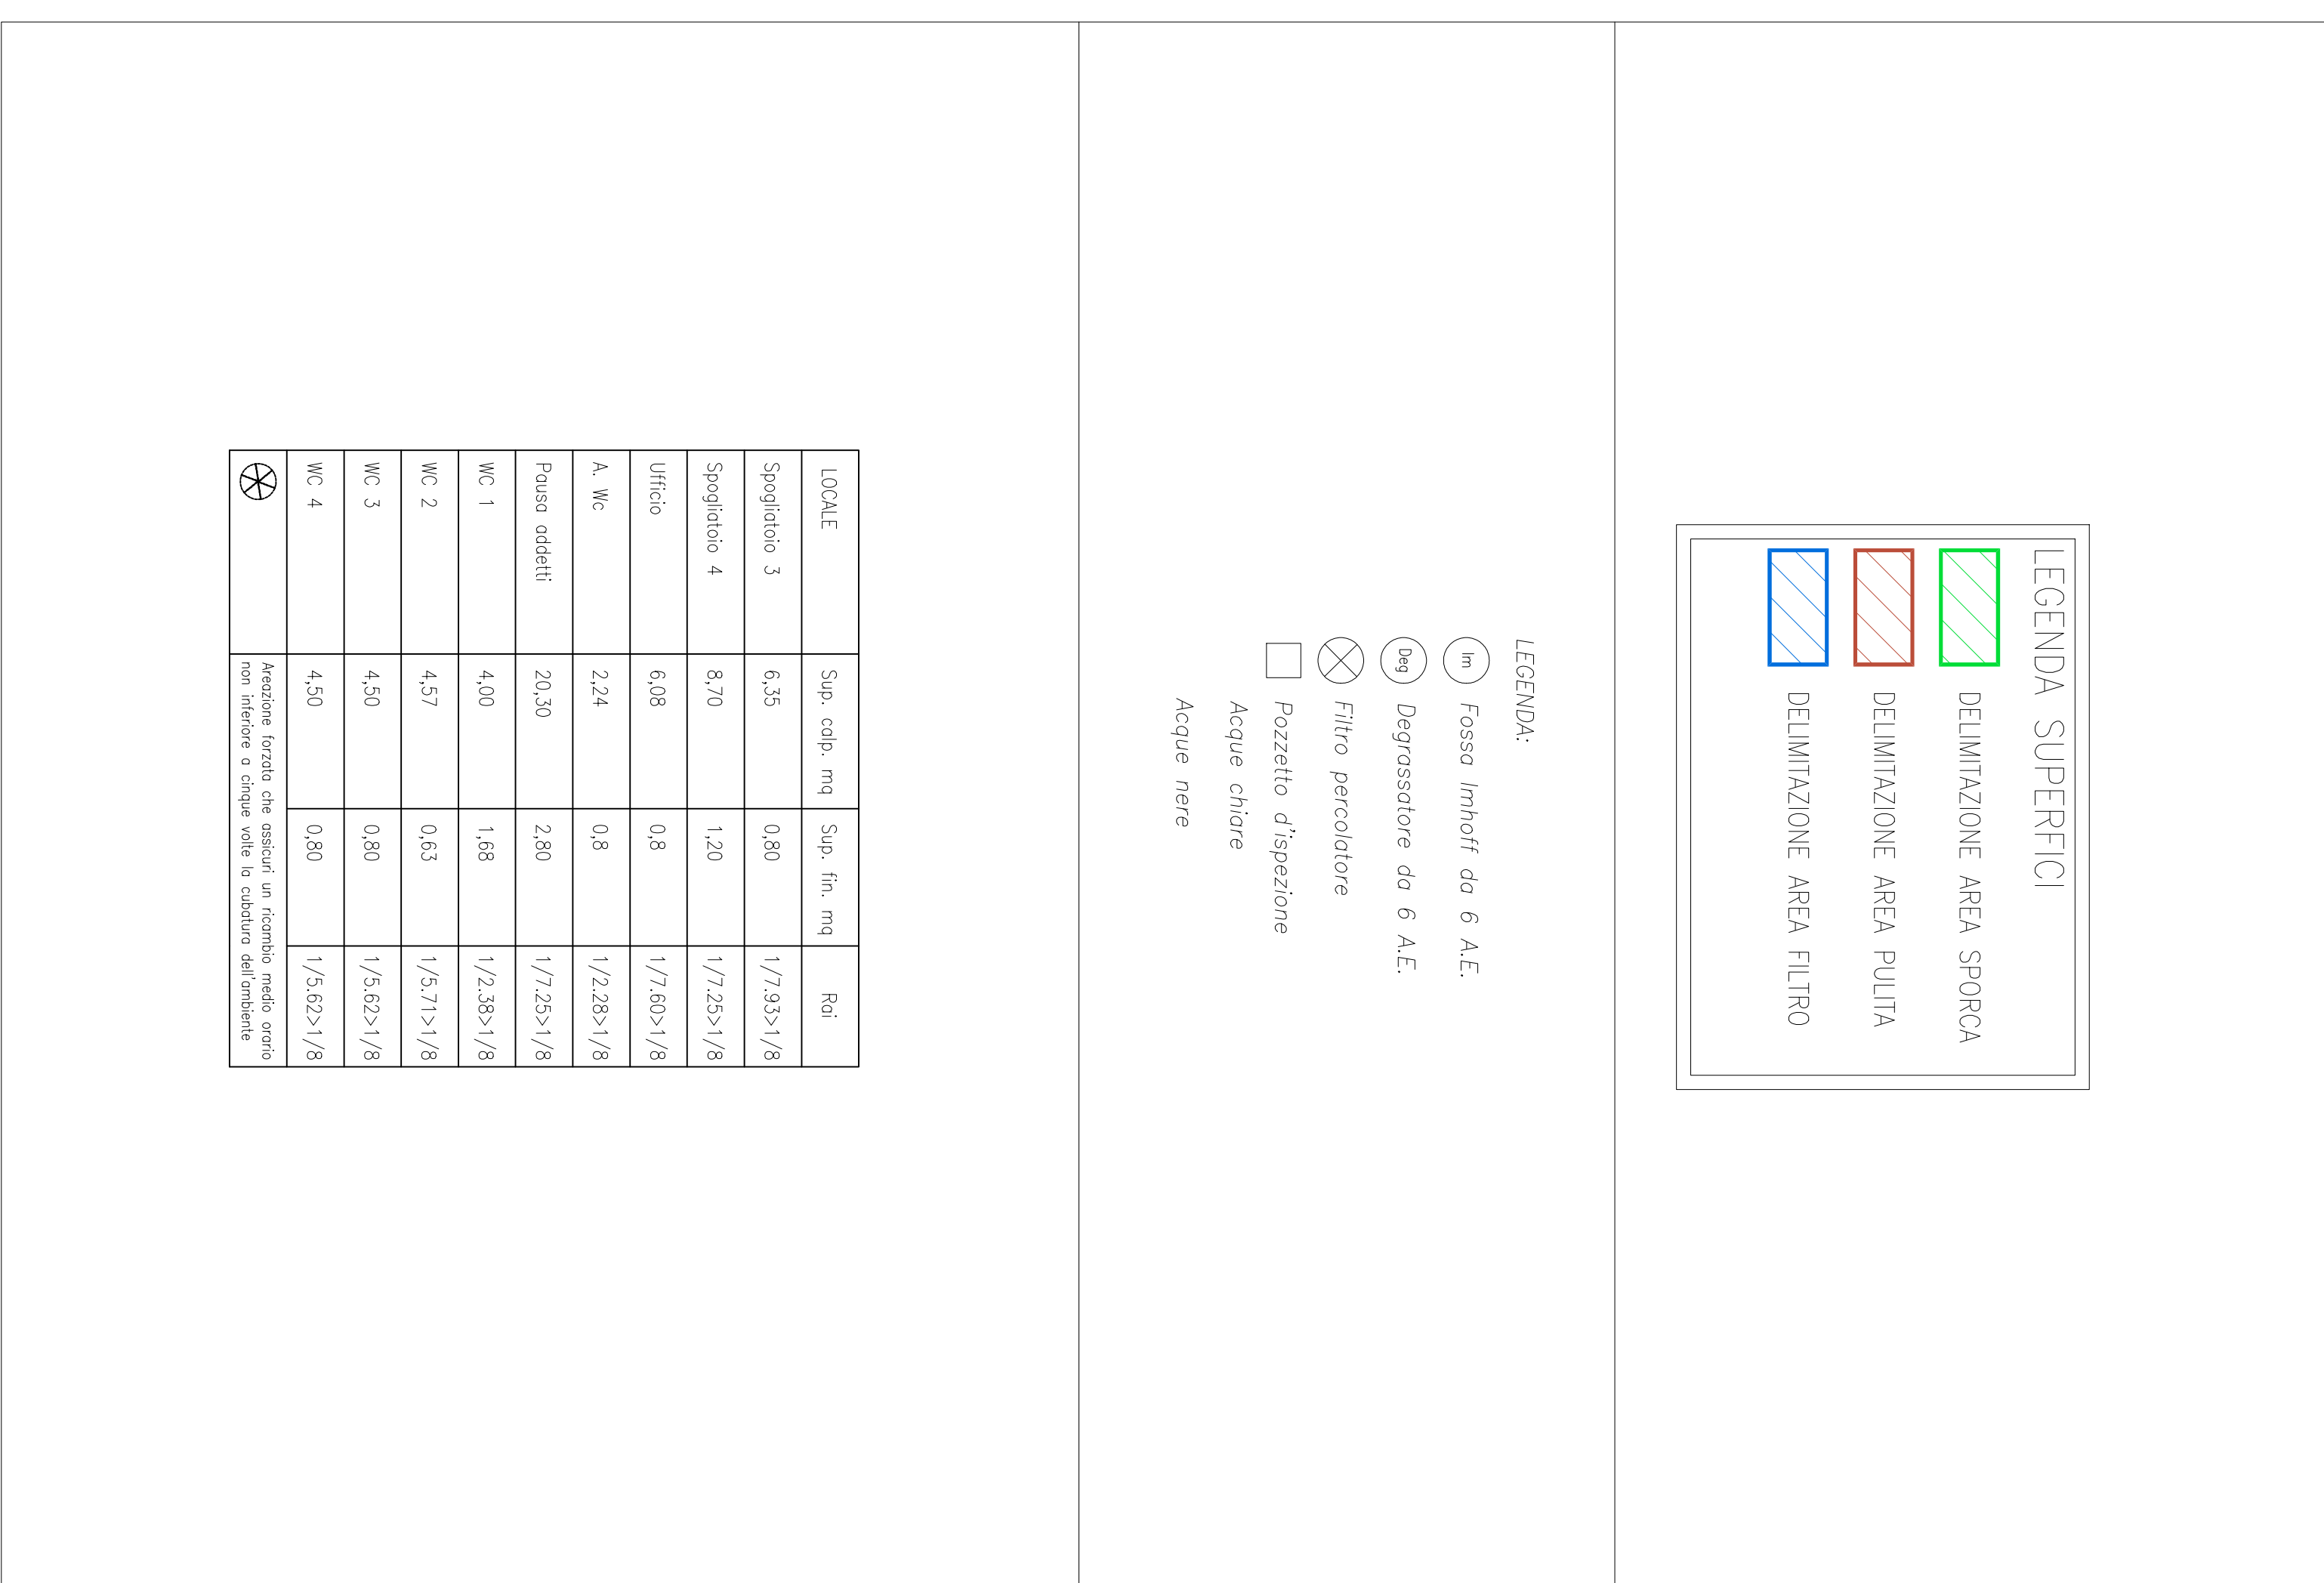 LEGENDA SUPERFICI
DELIMITAZIONE AREA SPORCA
DELIMITAZIONE AREA PULITA
DELIMITAZIONE AREA FILTRO
LEGENDA:
Im Fossa Imhoff da 6 A.E.
Deg Degrassatore da 6 A.E.
Filtro percolatore
Pozzetto d'ispezione
Acque chiare
Acque nere
LOCALE Sup. calp. mq Sup. fin. mq Rai
Spogliatoio 3 6,35 0,80 1/7.93>1/8
Spogliatoio 4 8,70 1,20 1/7.25>1/8
Ufficio 6,08 0,8 1/7.60>1/8
A. Wc 2,24 0,8 1/2.28>1/8
Pausa addetti 20,30 2,80 1/7.25>1/8
WC 1 4,00 1,68 1/2.38>1/8
WC 2 4,57 0,63 1/5.71>1/8
WC 3 4,50 0,80 1/5.62>1/8
WC 4 4,50 0,80 1/5.62>1/8
Areazione forzata che assicuri un ricambio medio orario
non inferiore a cinque volte la cubatura dell'ambiente